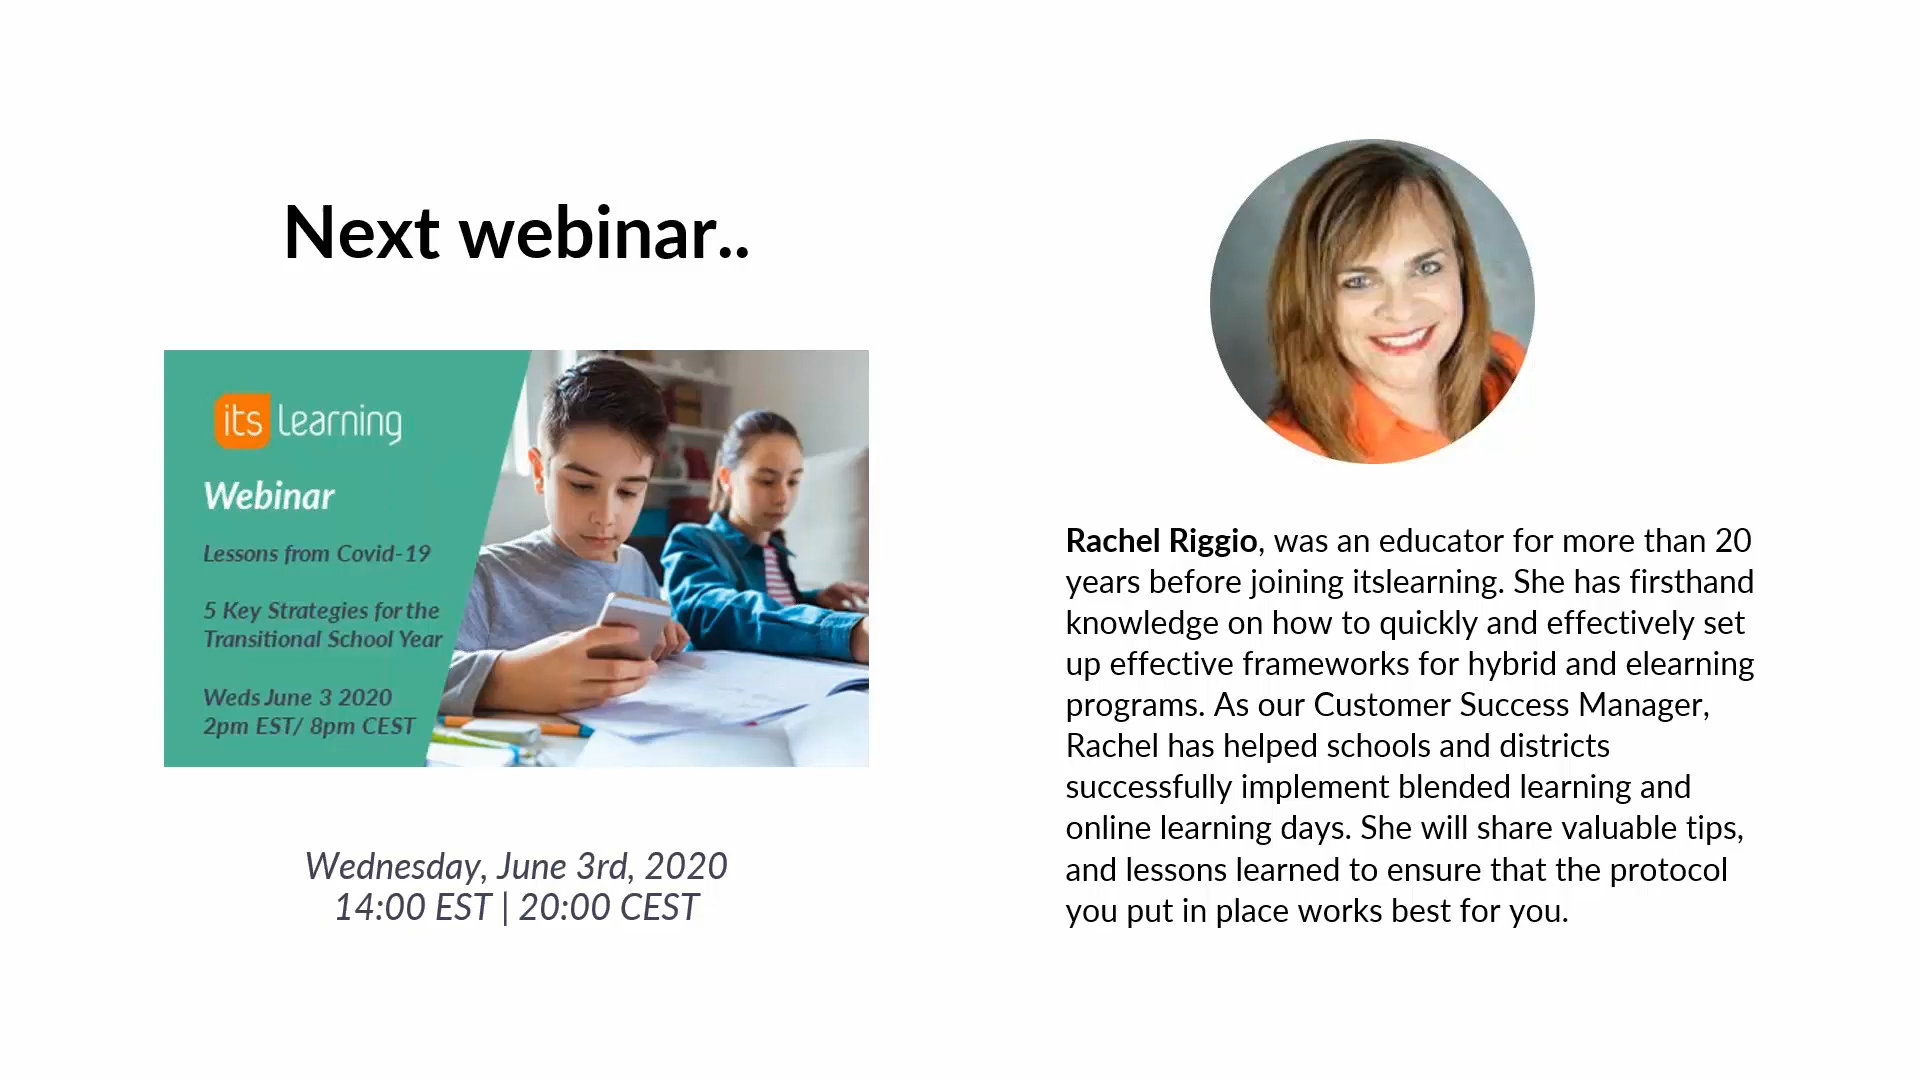 Next webinar..
its learning
Webinar
Lessons from Covid-19
5 Key Strategies for the
Transitional School Year
Weds June 3 2020
2pm EST/ 8pm CEST
Wednesday, June 3rd, 2020
14:00 EST | 20:00 CEST
Rachel Riggio, was an educator for more than 20
years before joining itslearning. She has firsthand
knowledge on how to quickly and effectively set
up effective frameworks for hybrid and elearning
programs. As our Customer Success Manager,
Rachel has helped schools and districts
successfully implement blended learning and
online learning days. She will share valuable tips,
and lessons learned to ensure that the protocol
you put in place works best for you.